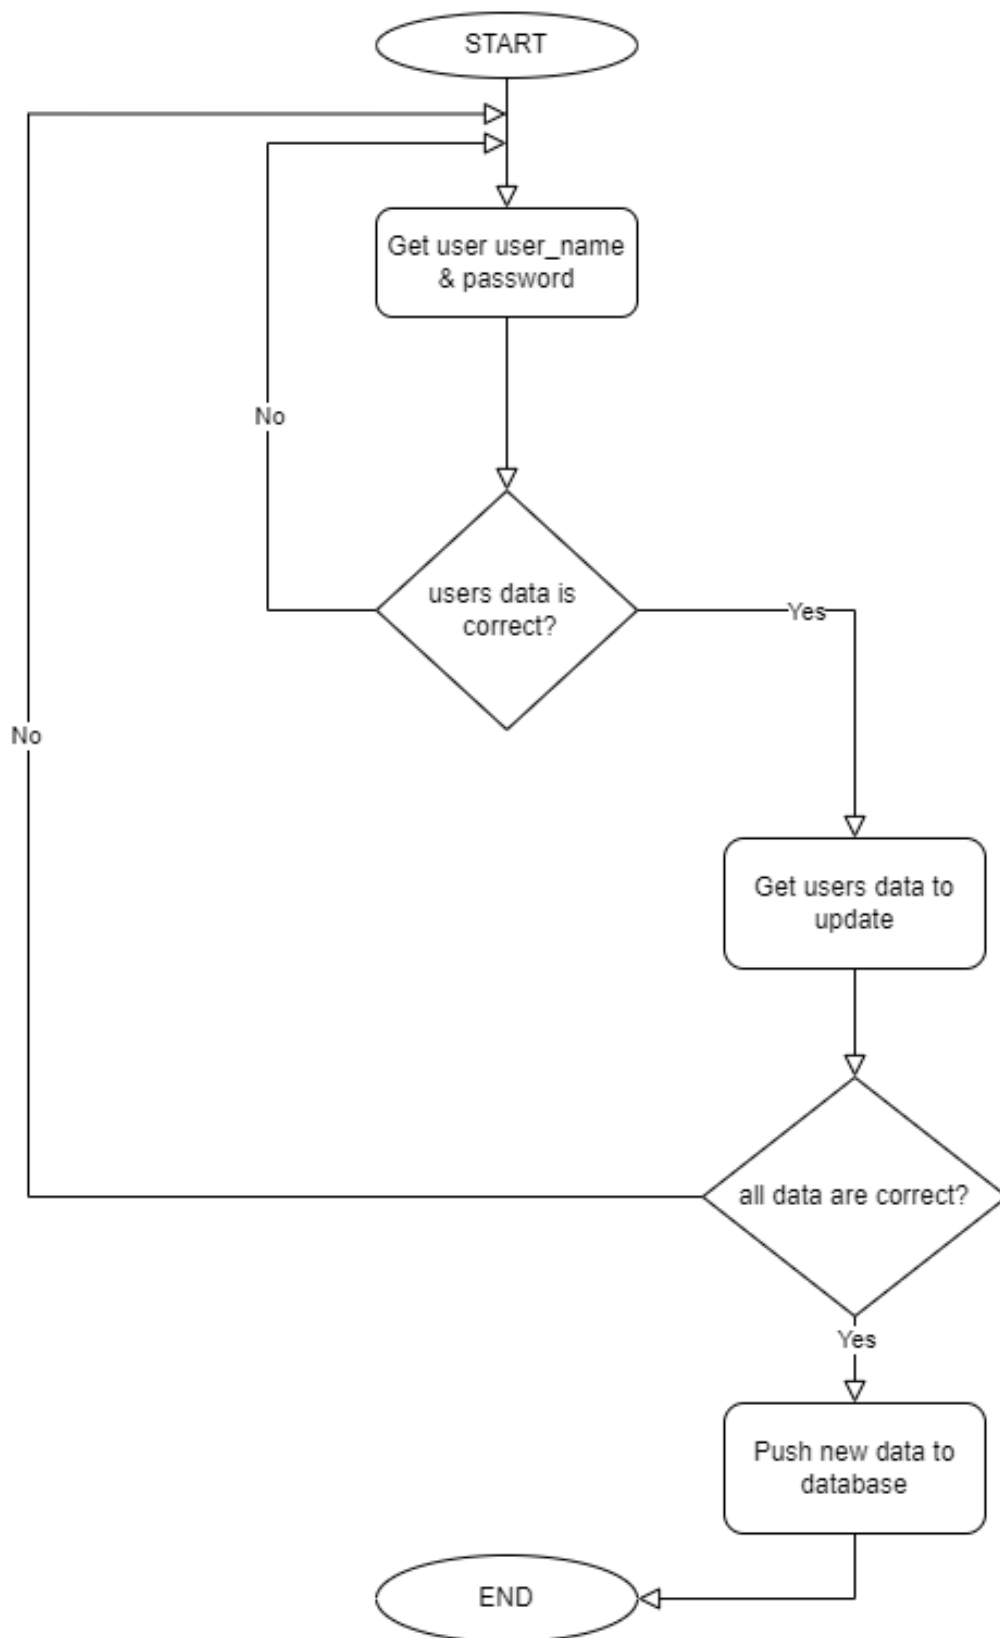 START
Get user user_name
& password
No
users data is
correct?
Yes
No
Get users data to
update
all data are correct?
Yes
Push new data to
database
END